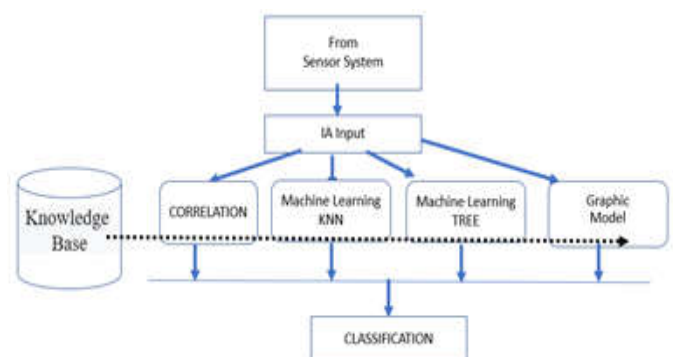 From
Sensor System
IA Input
Knowledge
Base
CORRELATION
Machine Learning
KNN
Machine Learning
TREE
Graphic
Model
CLASSIFICATION